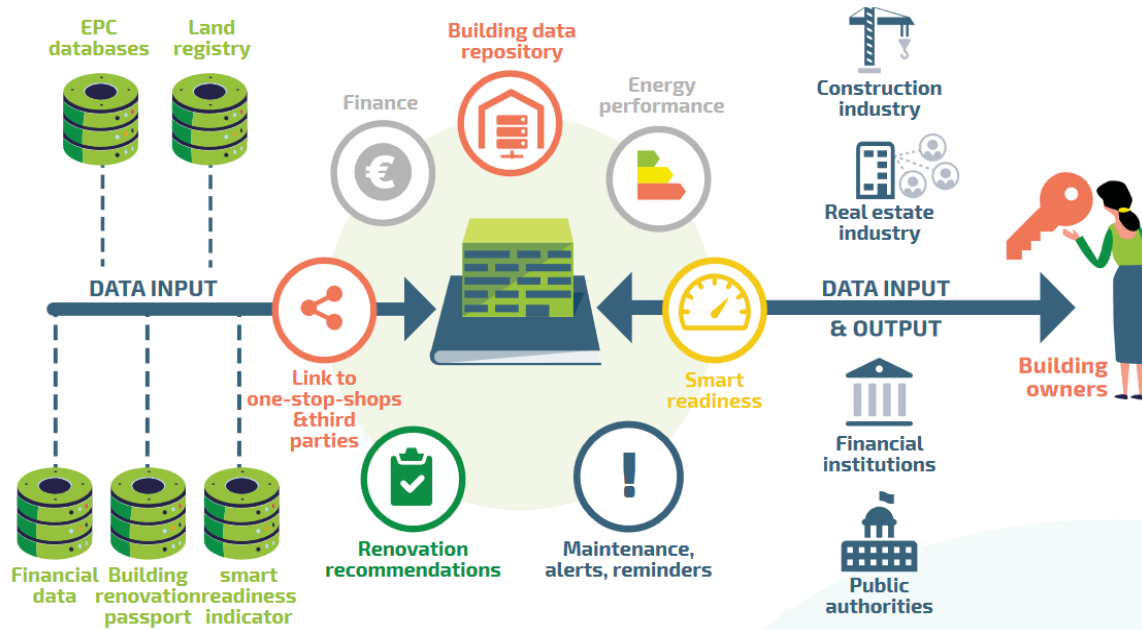 EPC
databases
Land
registry
Building data
repository
Finance
Energy
performance
Construction
industry
Real estate
industry
DATA INPUT
DATA INPUT
& OUTPUT
Link to
one-stop-shops
&third
parties
Smart
readiness
Building
owners
Financial
institutions
Renovation
recommendations
Maintenance,
alerts, reminders
Financial
data
Building
renovation
passport
smart
readiness
indicator
Public
authorities